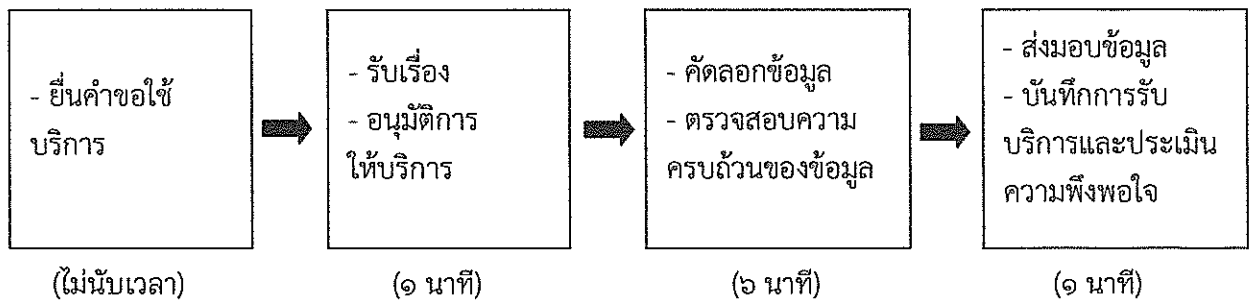 - ยื่นคำขอใช้
บริการ
(ไม่นับเวลา)
- รับเรื่อง
- อนุมัติการ
ให้บริการ
(๑ นาที)
- คัดลอกข้อมูล
- ตรวจสอบความ
ครบถ้วนของข้อมูล
(๖ นาที)
- ส่งมอบข้อมูล
- บันทึกการรับ
บริการและประเมิน
ความพึงพอใจ
(๑ นาที)